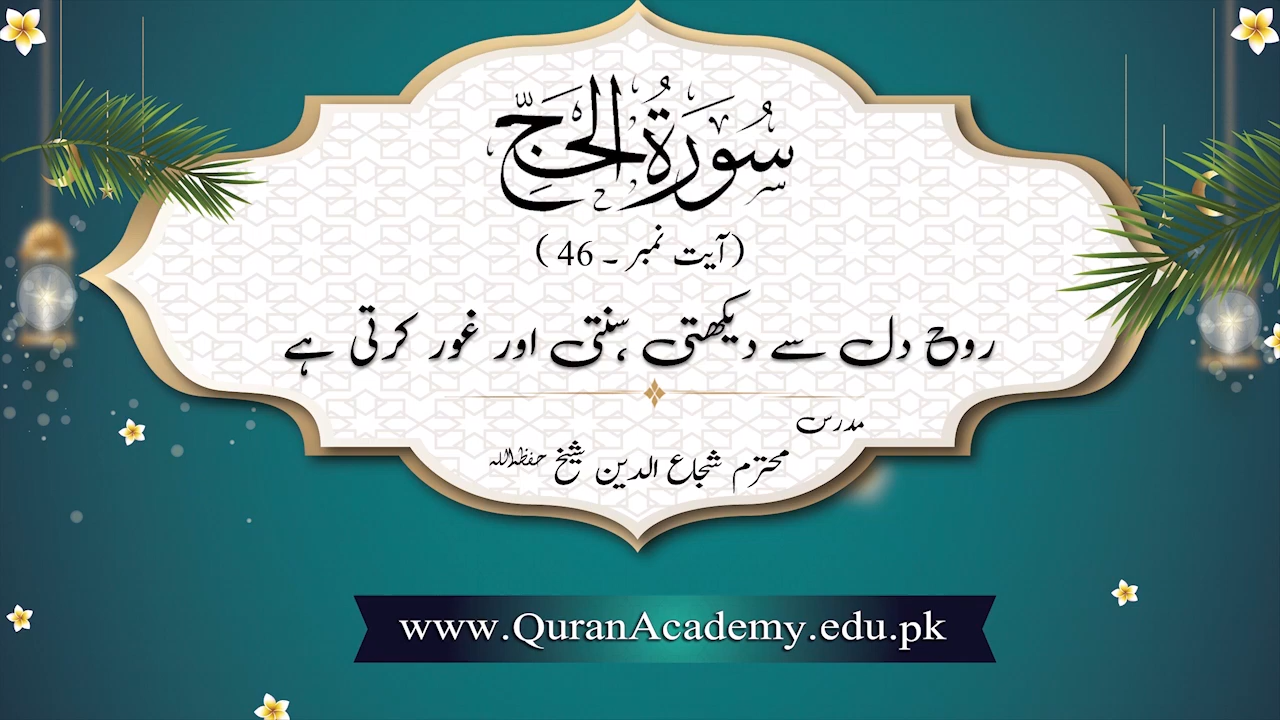 سُورَةُ الحَجِّ
(آیت نمبر ۔ 46)
روح دل سے دیکھتی ،سنتی اور غور کرتی ہے
مدرس
محترم شجاع الدین شیخ حفظہ اللہ
www.QuranAcademy.edu.pk